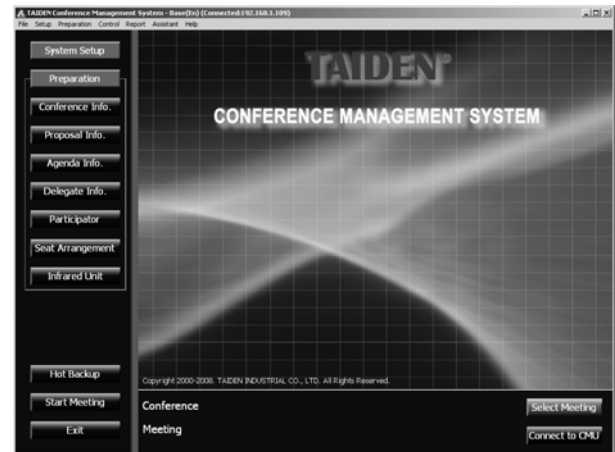 TAIDEN Conference Management System - Base(En) (Connected:192.168.1.109)
File Setup Preparation Control Report Assistant Help
System Setup
Preparation
Conference Info.
Proposal Info.
Agenda Info.
Delegate Info.
Participator
Seat Arrangement
Infrared Unit
Hot Backup
Start Meeting
Exit
TAIDEN®
CONFERENCE MANAGEMENT SYSTEM
Copyright 2000-2008. TAIDEN INDUSTRIAL CO., LTD. All Rights Reserved.
Conference
Select Meeting
Meeting
Connect to CMU